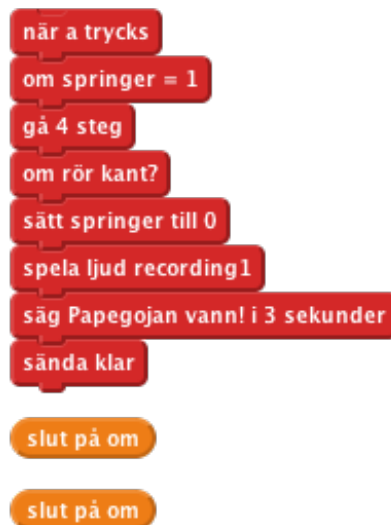 när a trycks
om springer = 1
gå 4 steg
om rör kant?
sätt springer till 0
spela ljud recording1
säg Papegojan vann! i 3 sekunder
sända klar
slut på om
slut på om